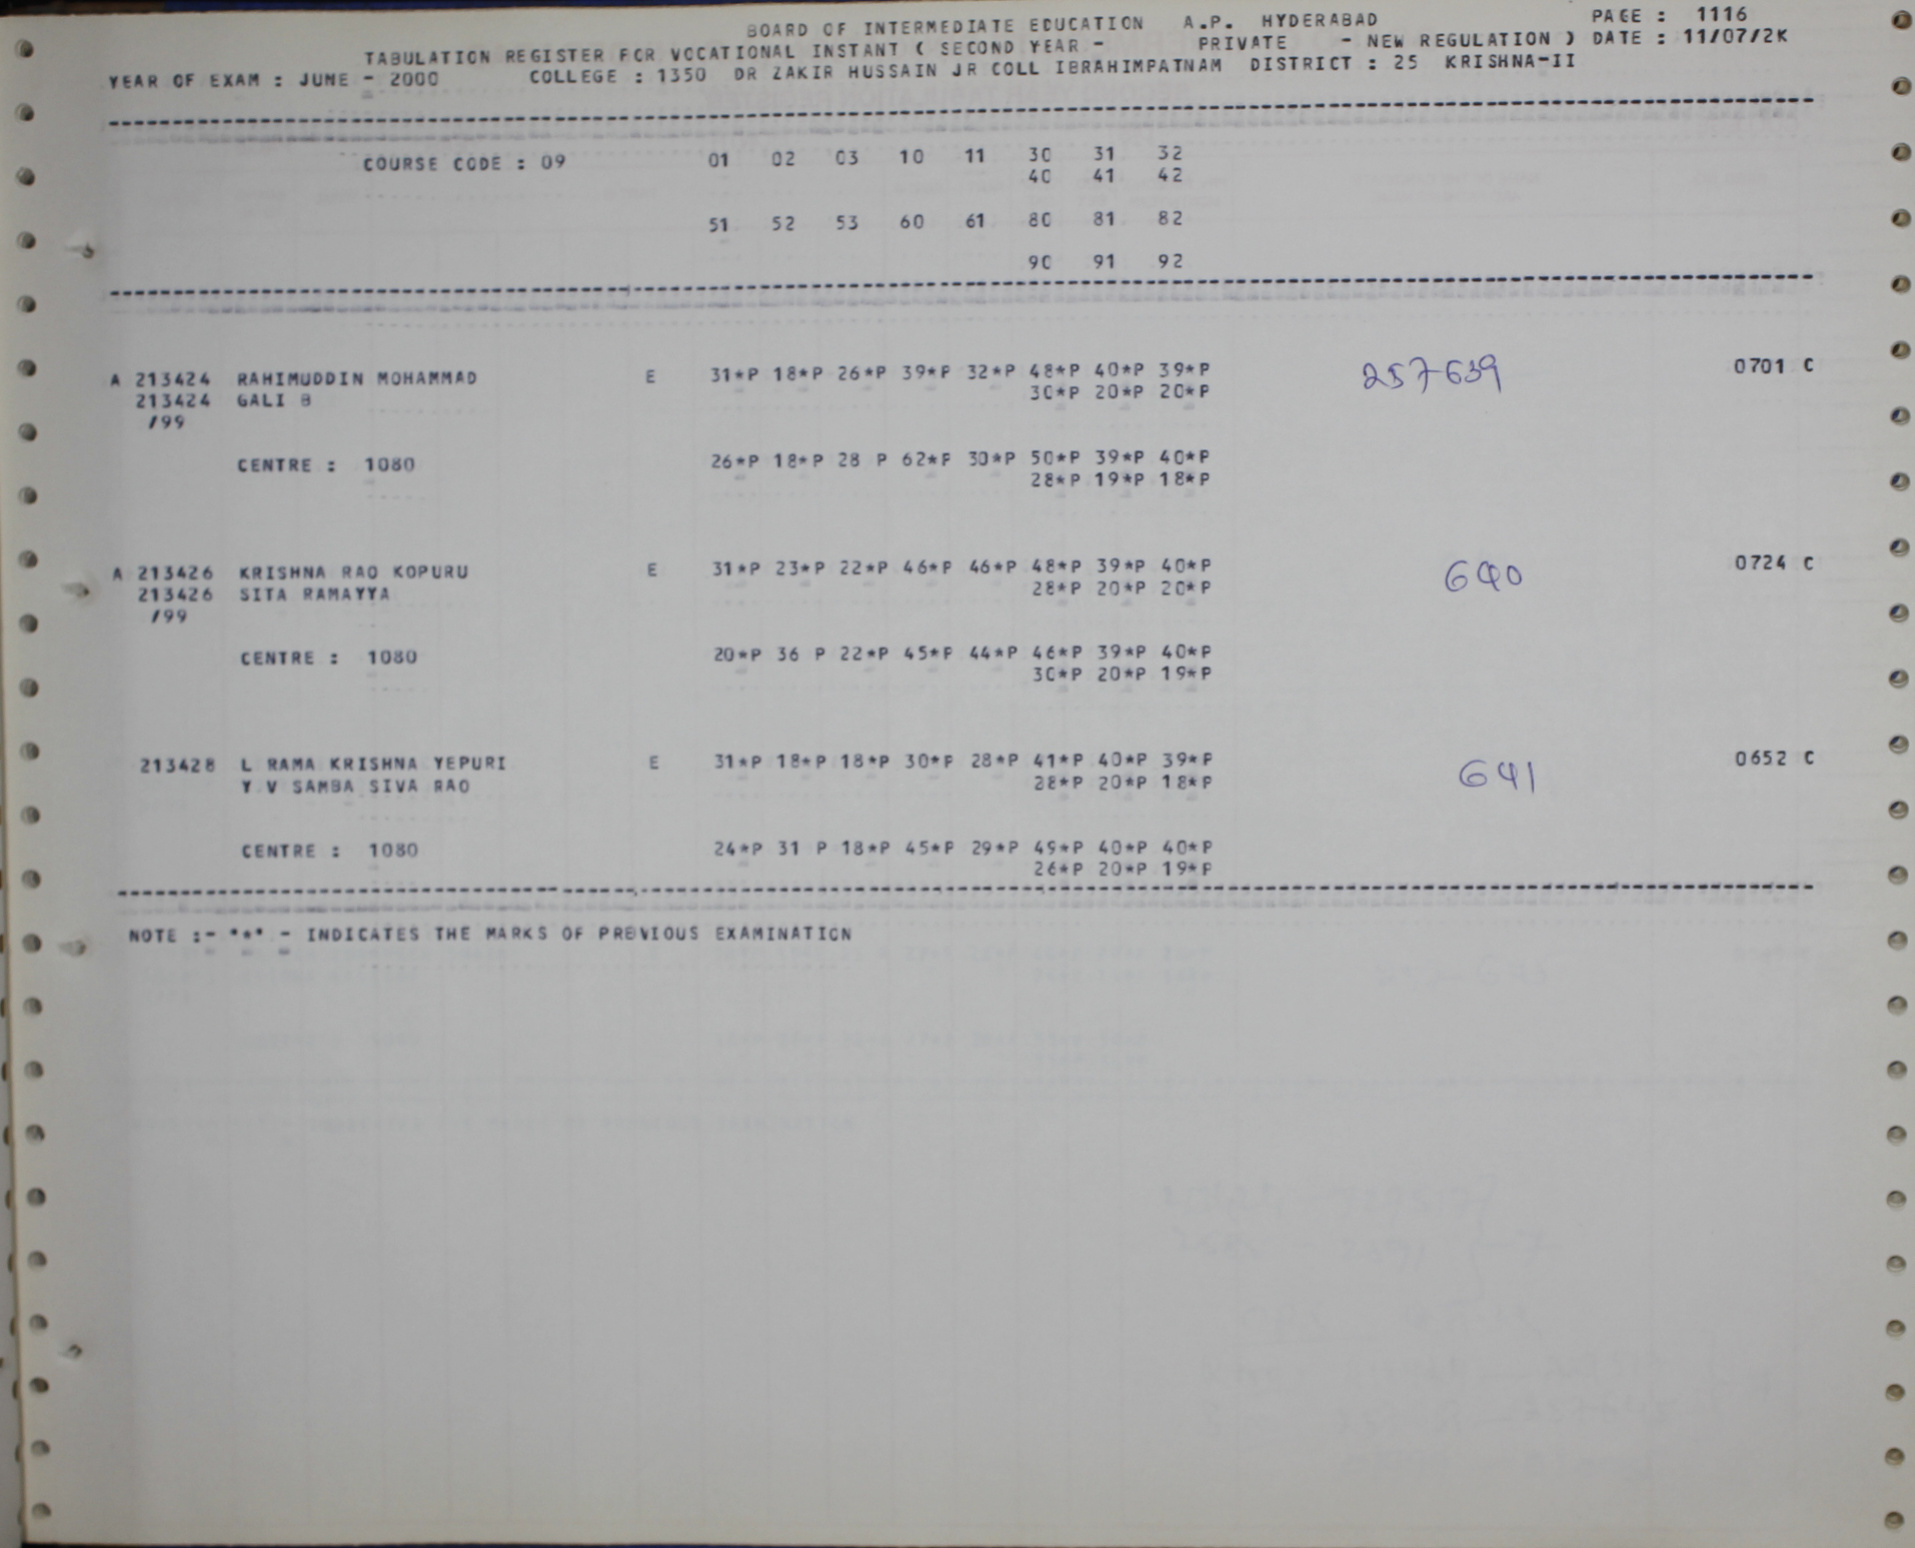 BOARD OF INTERMEDIATE EDUCATION A.P. HYDERABAD PAGE : 1116
TABULATION REGISTER FOR VOCATIONAL INSTANT ( SECOND YEAR - PRIVATE - NEW REGULATION ) DATE : 11/07/2K
YEAR OF EXAM : JUNE - 2000 COLLEGE : 1350 DR ZAKIR HUSSAIN JR COLL IBRAHIMPATNAM DISTRICT : 25 KRISHNA-II
COURSE CODE : 09 01 02 03 10 11 30 31 32
40 41 42
51 52 53 60 61 80 81 82
90 91 92
A 213424 RAHIMUDDIN MOHAMMAD E 31*P 18*P 26*P 39*P 32*P 48*P 40*P 39*P 257639 0701 C
213424 GALI B 30*P 20*P 20*P
/99
CENTRE : 1080 26*P 18*P 28 P 62*P 30*P 50*P 39*P 40*P
28*P 19*P 18*P
A 213426 KRISHNA RAO KOPURU E 31*P 23*P 22*P 46*P 46*P 48*P 39*P 40*P 640 0724 C
213426 SITA RAMAYYA 28*P 20*P 20*P
/99
CENTRE : 1080 20*P 36 P 22*P 45*P 44*P 46*P 39*P 40*P
30*P 20*P 19*P
213428 L RAMA KRISHNA YEPURI E 31*P 18*P 18*P 30*P 28*P 41*P 40*P 39*P 641 0652 C
Y V SAMBA SIVA RAO 28*P 20*P 18*P
CENTRE : 1080 24*P 31 P 18*P 45*P 29*P 49*P 40*P 40*P
26*P 20*P 19*P
NOTE :- "*" - INDICATES THE MARKS OF PREVIOUS EXAMINATION